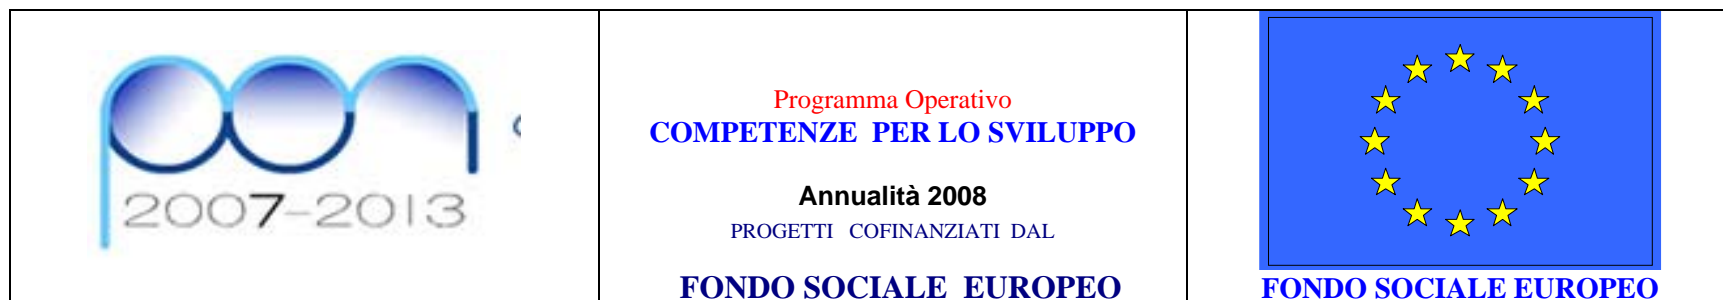 pon
2007-2013
Programma Operativo
COMPETENZE PER LO SVILUPPO
Annualità 2008
PROGETTI COFINANZIATI DAL
FONDO SOCIALE EUROPEO
FONDO SOCIALE EUROPEO